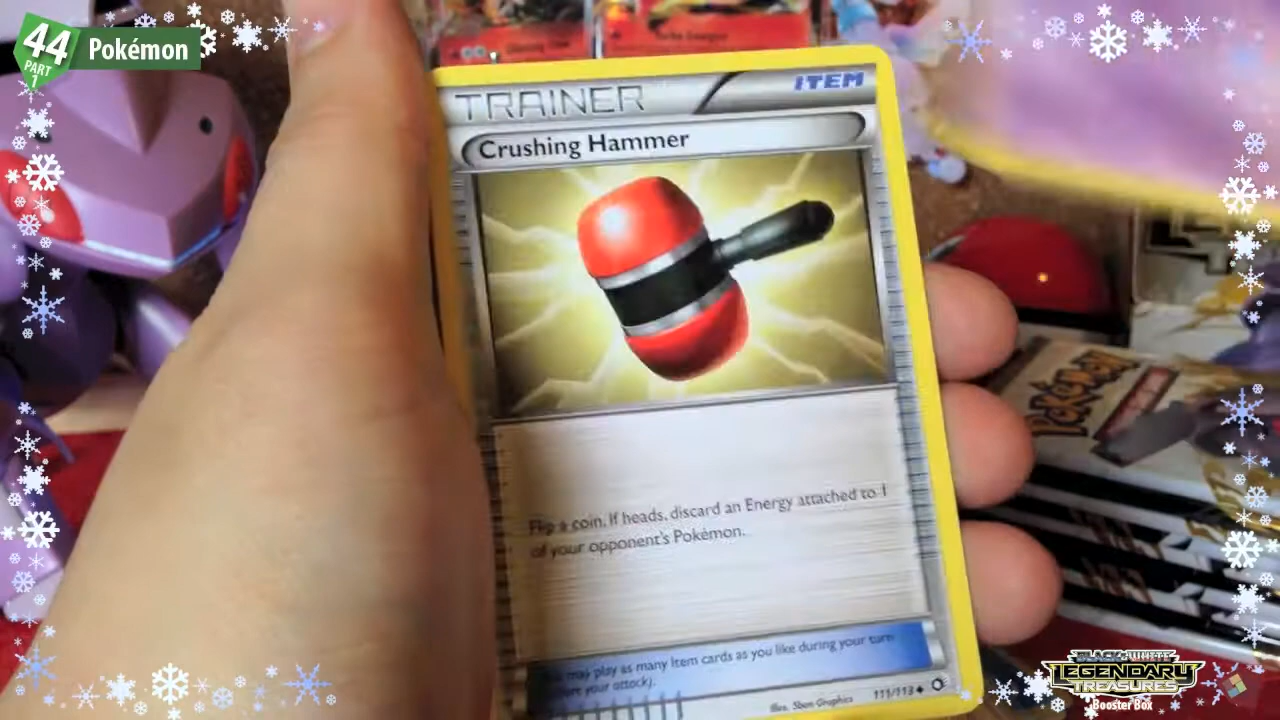 44
PART
1
Pokémon
TRAINER
ITEM
Crushing Hammer
Flip a coin. If heads, discard an Energy attached to 1
of your opponent's Pokémon.
may play as many Item cards as you like during your turn
your attack).
Illus. 5ban Graphics
111/113
POKÉMON
BLACK & WHITE
LEGENDARY
TREASURES
Booster Box